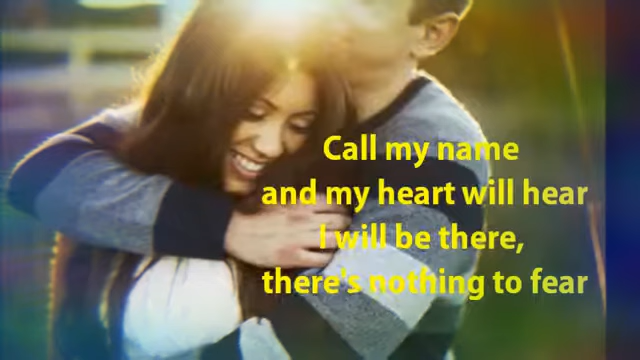 Call my name
and my heart will hear
I will be there,
there's nothing to fear